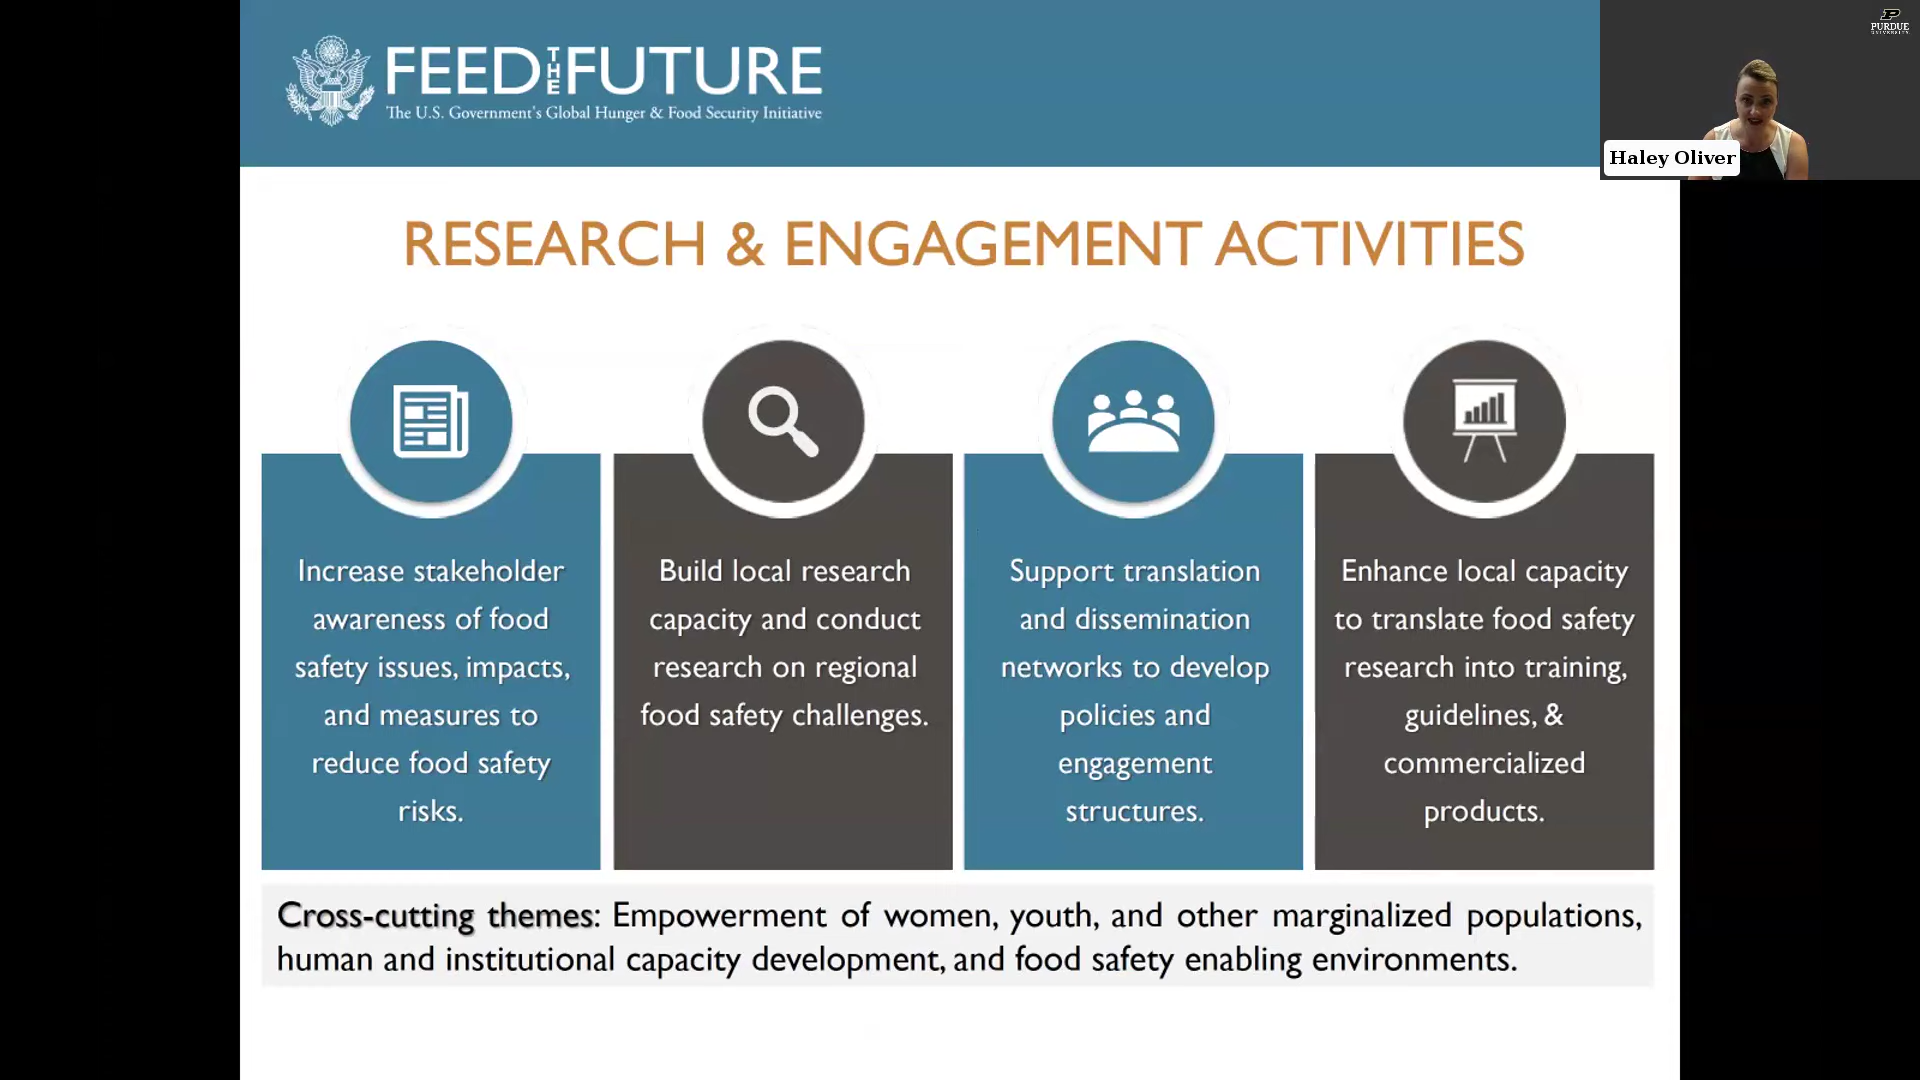 FEED THE FUTURE
The U.S. Government's Global Hunger & Food Security Initiative
PURDUE
UNIVERSITY
Haley Oliver
RESEARCH & ENGAGEMENT ACTIVITIES
Increase stakeholder
awareness of food
safety issues, impacts,
and measures to
reduce food safety
risks.
Build local research
capacity and conduct
research on regional
food safety challenges.
Support translation
and dissemination
networks to develop
policies and
engagement
structures.
Enhance local capacity
to translate food safety
research into training,
guidelines, &
commercialized
products.
Cross-cutting themes: Empowerment of women, youth, and other marginalized populations,
human and institutional capacity development, and food safety enabling environments.